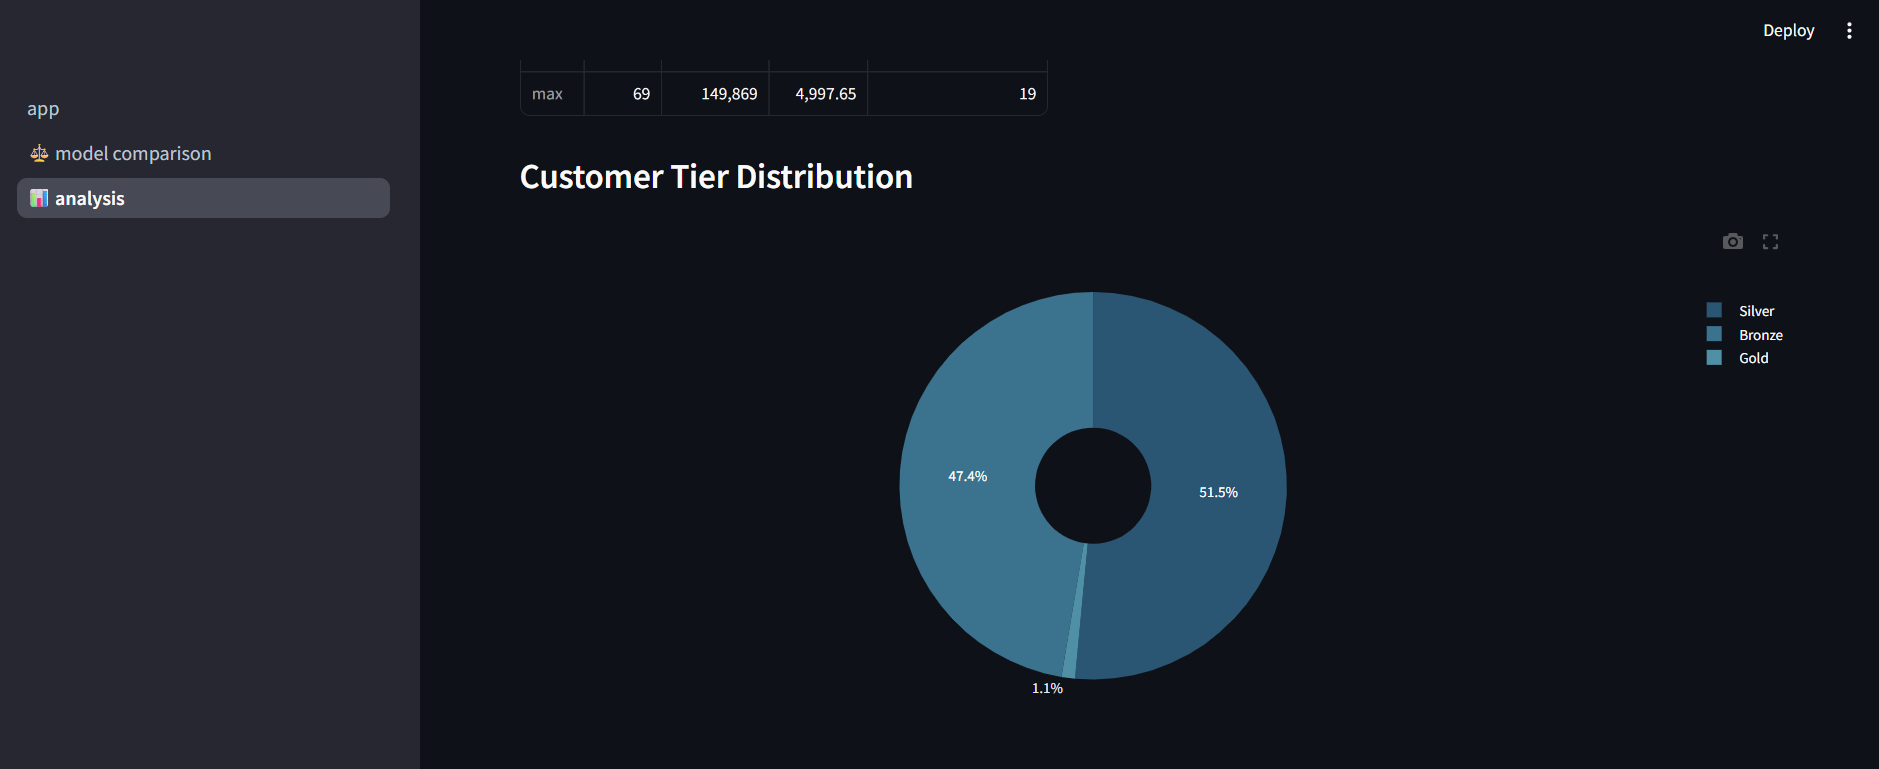 Deploy
app
model comparison
analysis
max 69 149,869 4,997.65 19
Customer Tier Distribution
Silver
Bronze
Gold
47.4%
51.5%
1.1%